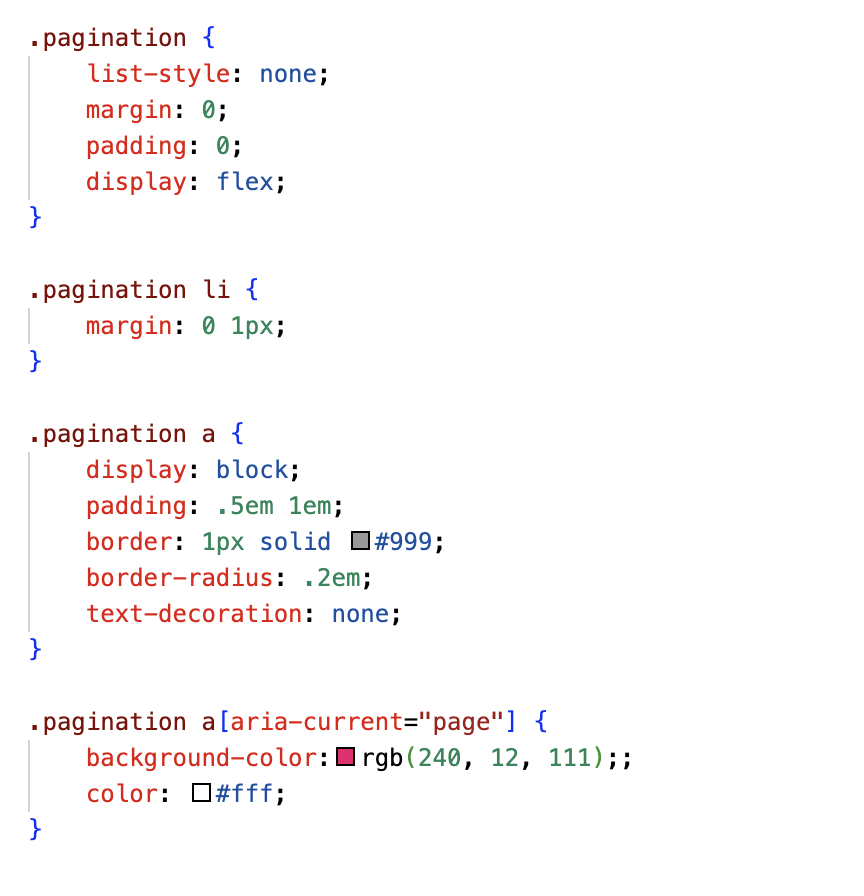 .pagination {
    list-style: none;
    margin: 0;
    padding: 0;
    display: flex;
}

.pagination li {
    margin: 0 1px;
}

.pagination a {
    display: block;
    padding: .5em 1em;
    border: 1px solid #999;
    border-radius: .2em;
    text-decoration: none;
}

.pagination a[aria-current="page"] {
    background-color:rgb(240, 12, 111);;
    color: #fff;
}